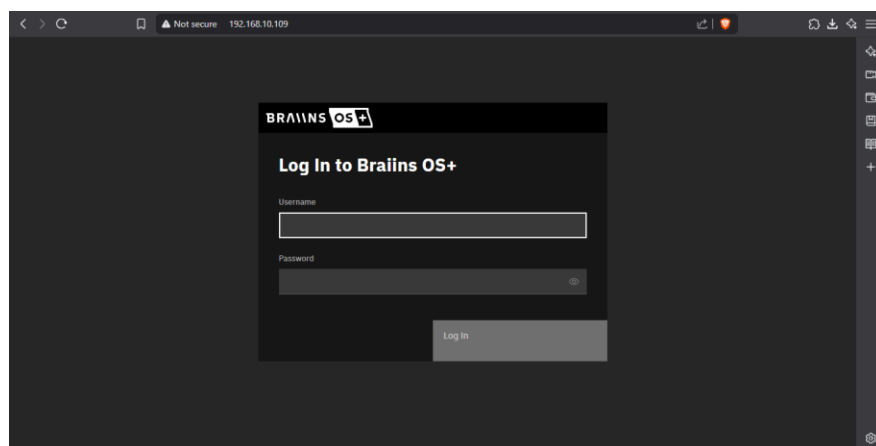 Not secure 192.168.10.109
BRAIINS OS+
Log In to Braiins OS+
Username
Password
Log In